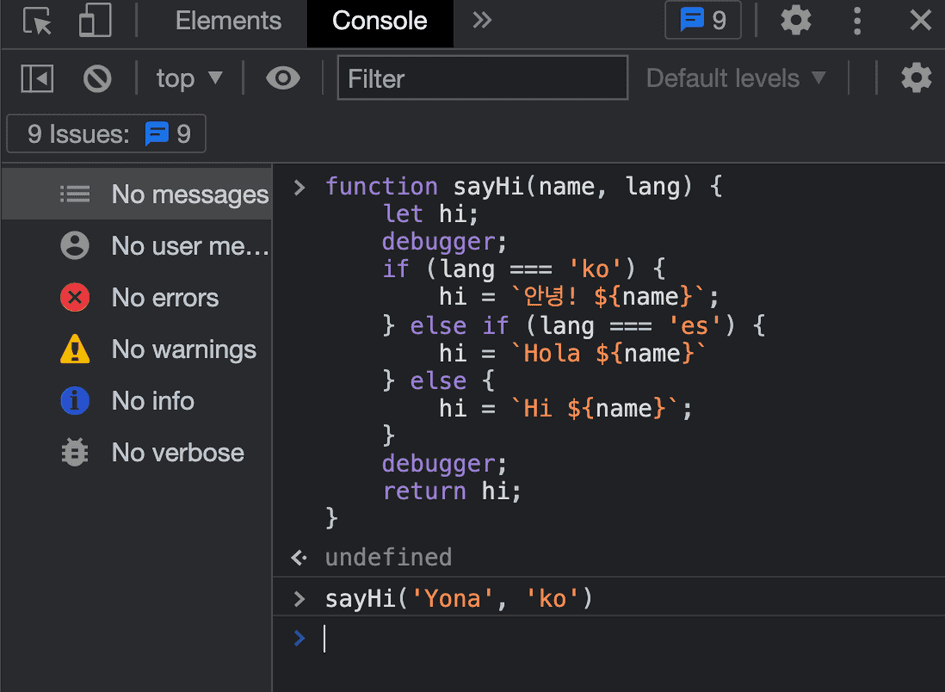 Elements Console 9
top Filter Default levels
9 Issues: 9
No messages
No user me...
No errors
No warnings
No info
No verbose
> function sayHi(name, lang) {
    let hi;
    debugger;
    if (lang === 'ko') {
        hi = `안녕! ${name}`;
    } else if (lang === 'es') {
        hi = `Hola ${name}`
    } else {
        hi = `Hi ${name}`;
    }
    debugger;
    return hi;
}
undefined
> sayHi('Yona', 'ko')
>